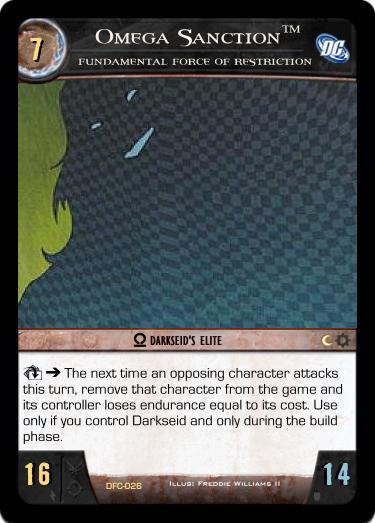 7
Omega Sanction™
DC
Fundamental Force of Restriction
Ω Darkseid's Elite
➔ The next time an opposing character attacks
this turn, remove that character from the game
and its controller loses endurance equal to its cost. Use
only if you control Darkseid and only during the build
phase.
16
DFC-026
Illus: Freddie Williams II
14